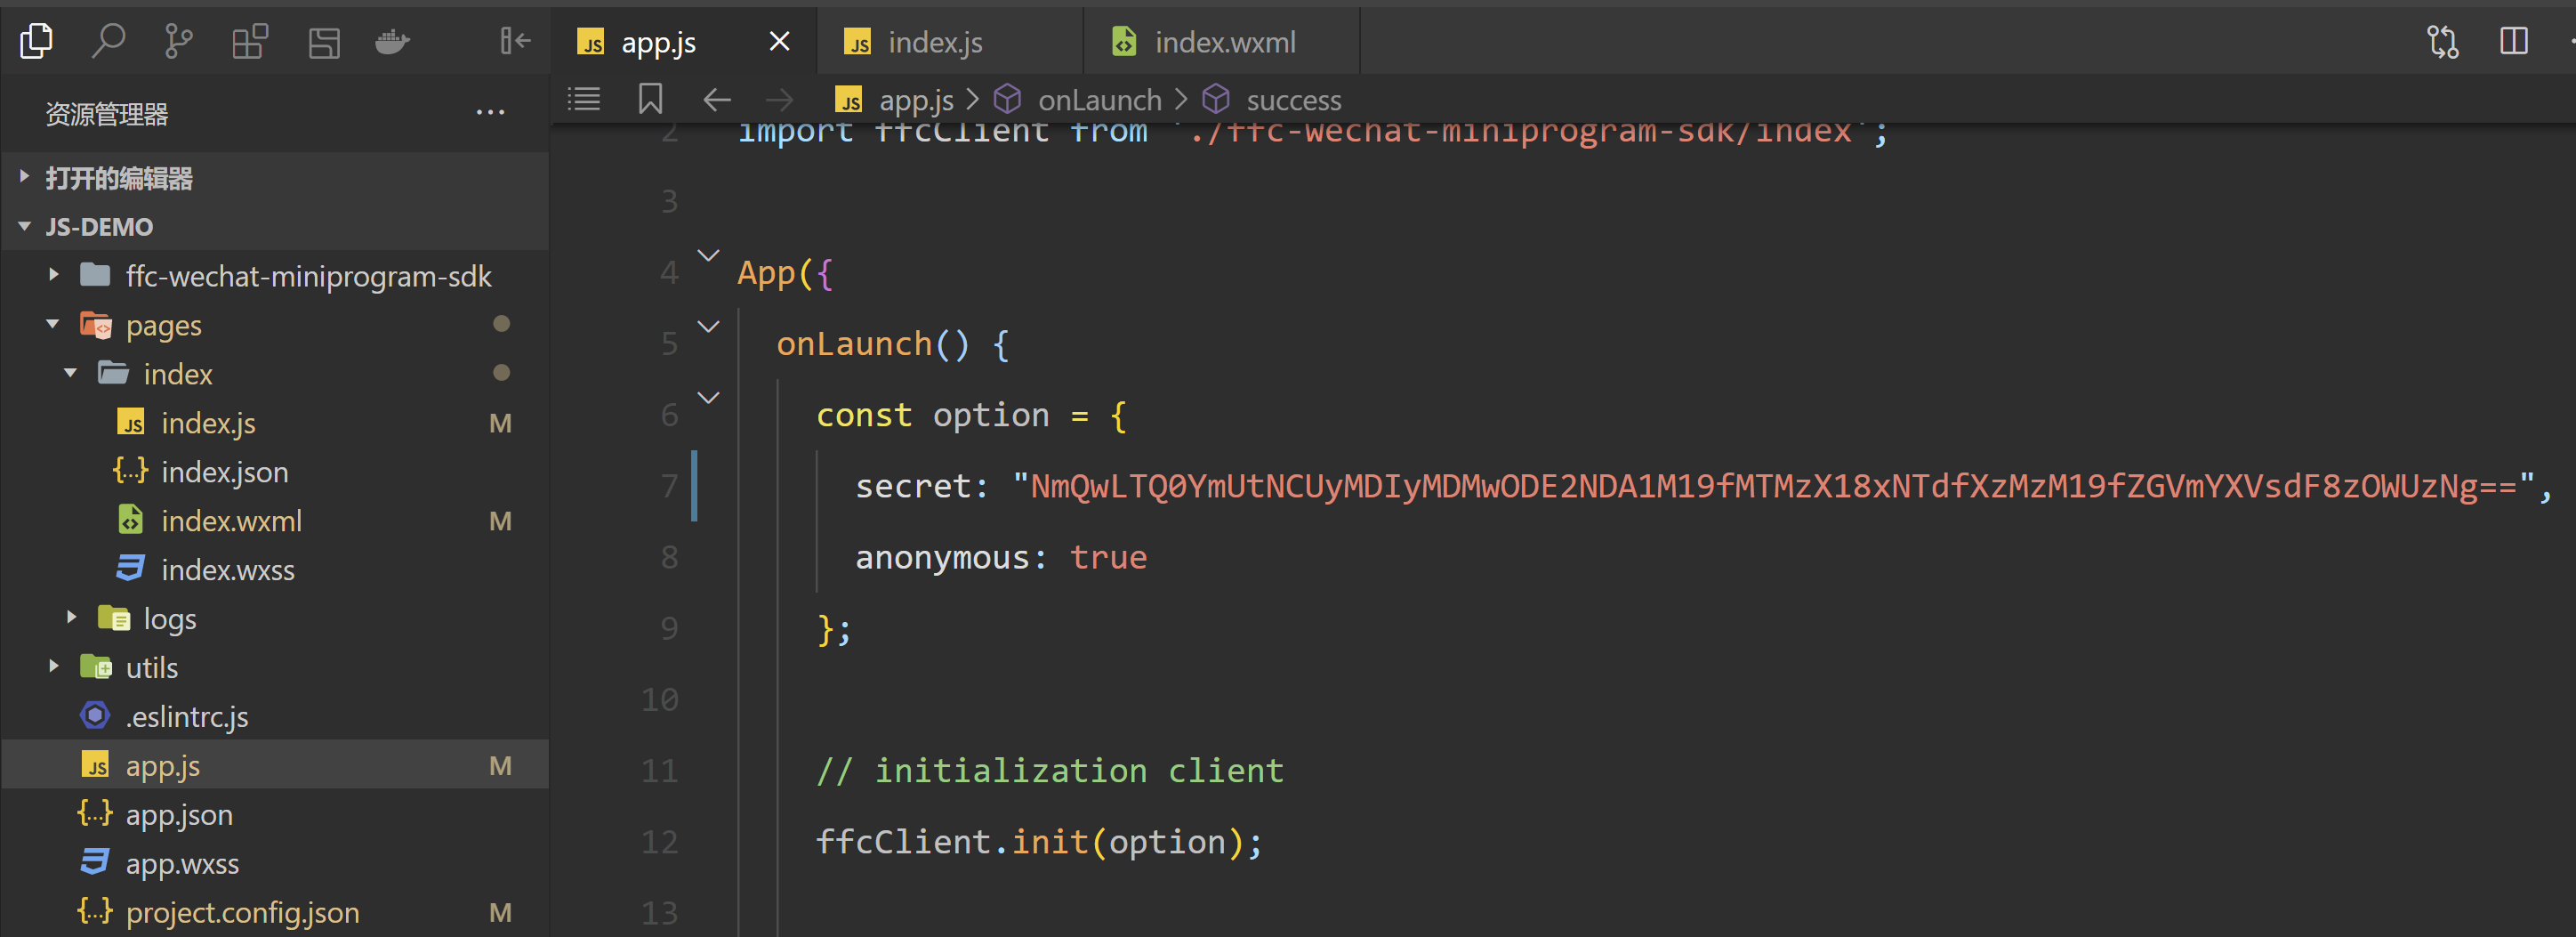 app.js
index.js
index.wxml
资源管理器
app.js
onLaunch
success
打开的编辑器
JS-DEMO
ffc-wechat-miniprogram-sdk
pages
index
index.js M
index.json
index.wxml M
index.wxss
logs
utils
.eslintrc.js
app.js M
app.json
app.wxss
project.config.json M
2 import ffcClient from './ffc-wechat-miniprogram-sdk/index';
3
4 App({
5 onLaunch() {
6 const option = {
7 secret: "NmQwLTQ0YmUtNCUyMDIyMDMwODE2NDA1M19fMTMzX18xNTdfXzMzM19fZGVmYXVsdF8zOWUzNg==",
8 anonymous: true
9 };
10
11 // initialization client
12 ffcClient.init(option);
13